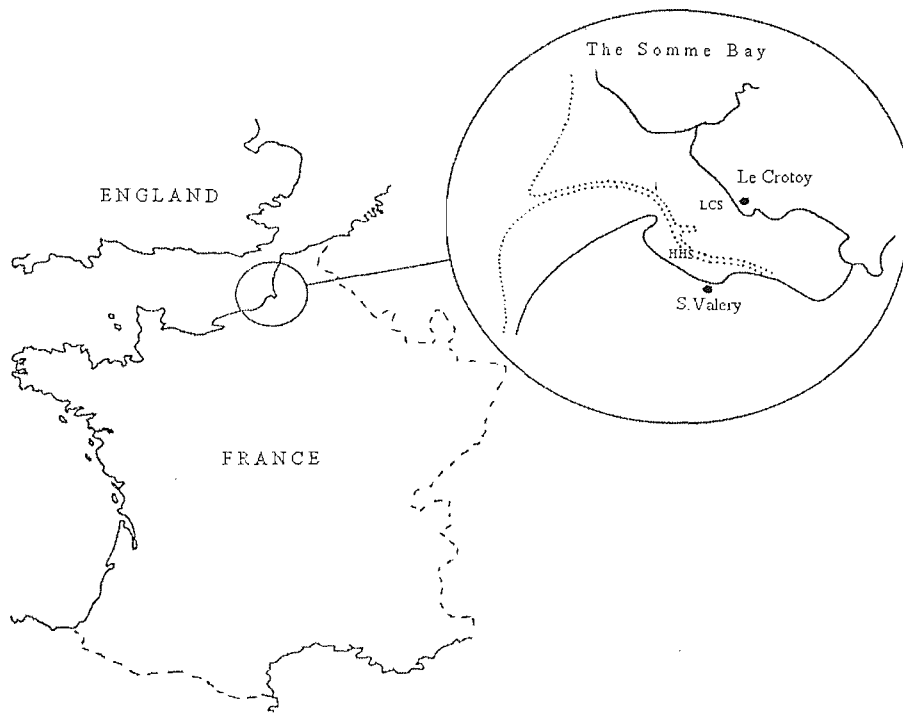 The Somme Bay
ENGLAND
Le Crotoy
LCS
HHS
S. Valery
FRANCE